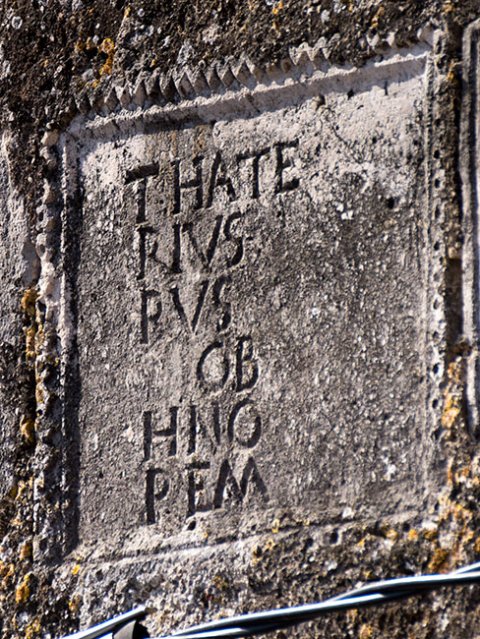 T·HATE
RIVS
RVS
OB
HNO
PEM